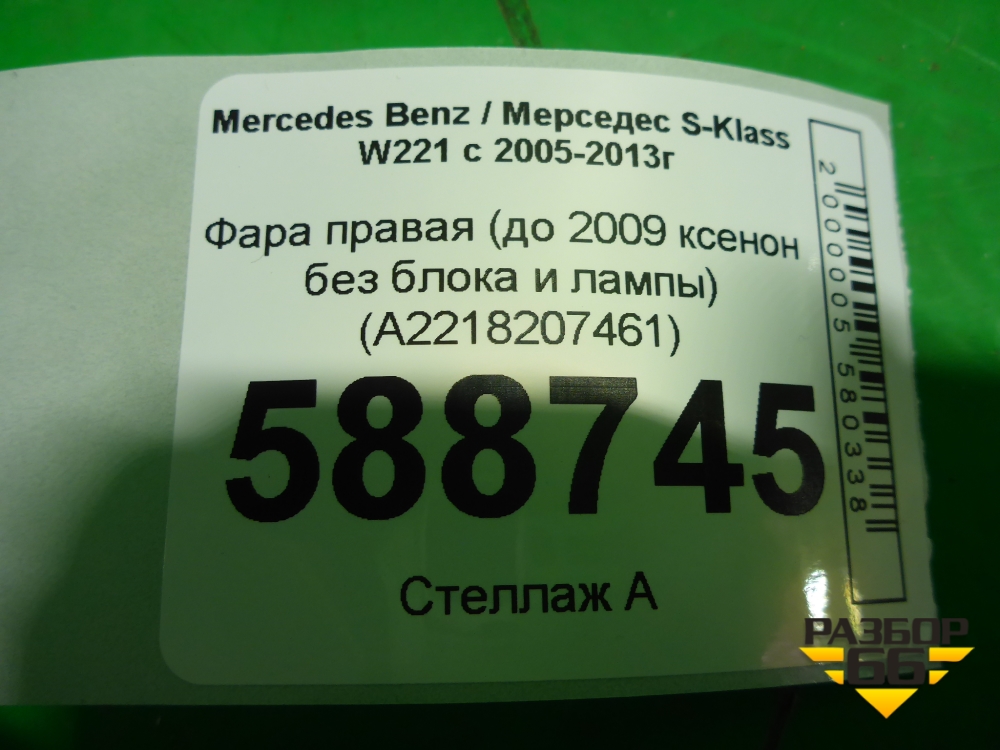 Mercedes Benz / Мерседес S-Klass
W221 с 2005-2013г
Фара правая (до 2009 ксенон
без блока и лампы)
(A2218207461)
588745
Стеллаж А
2000005580338
РАЗБОР
66